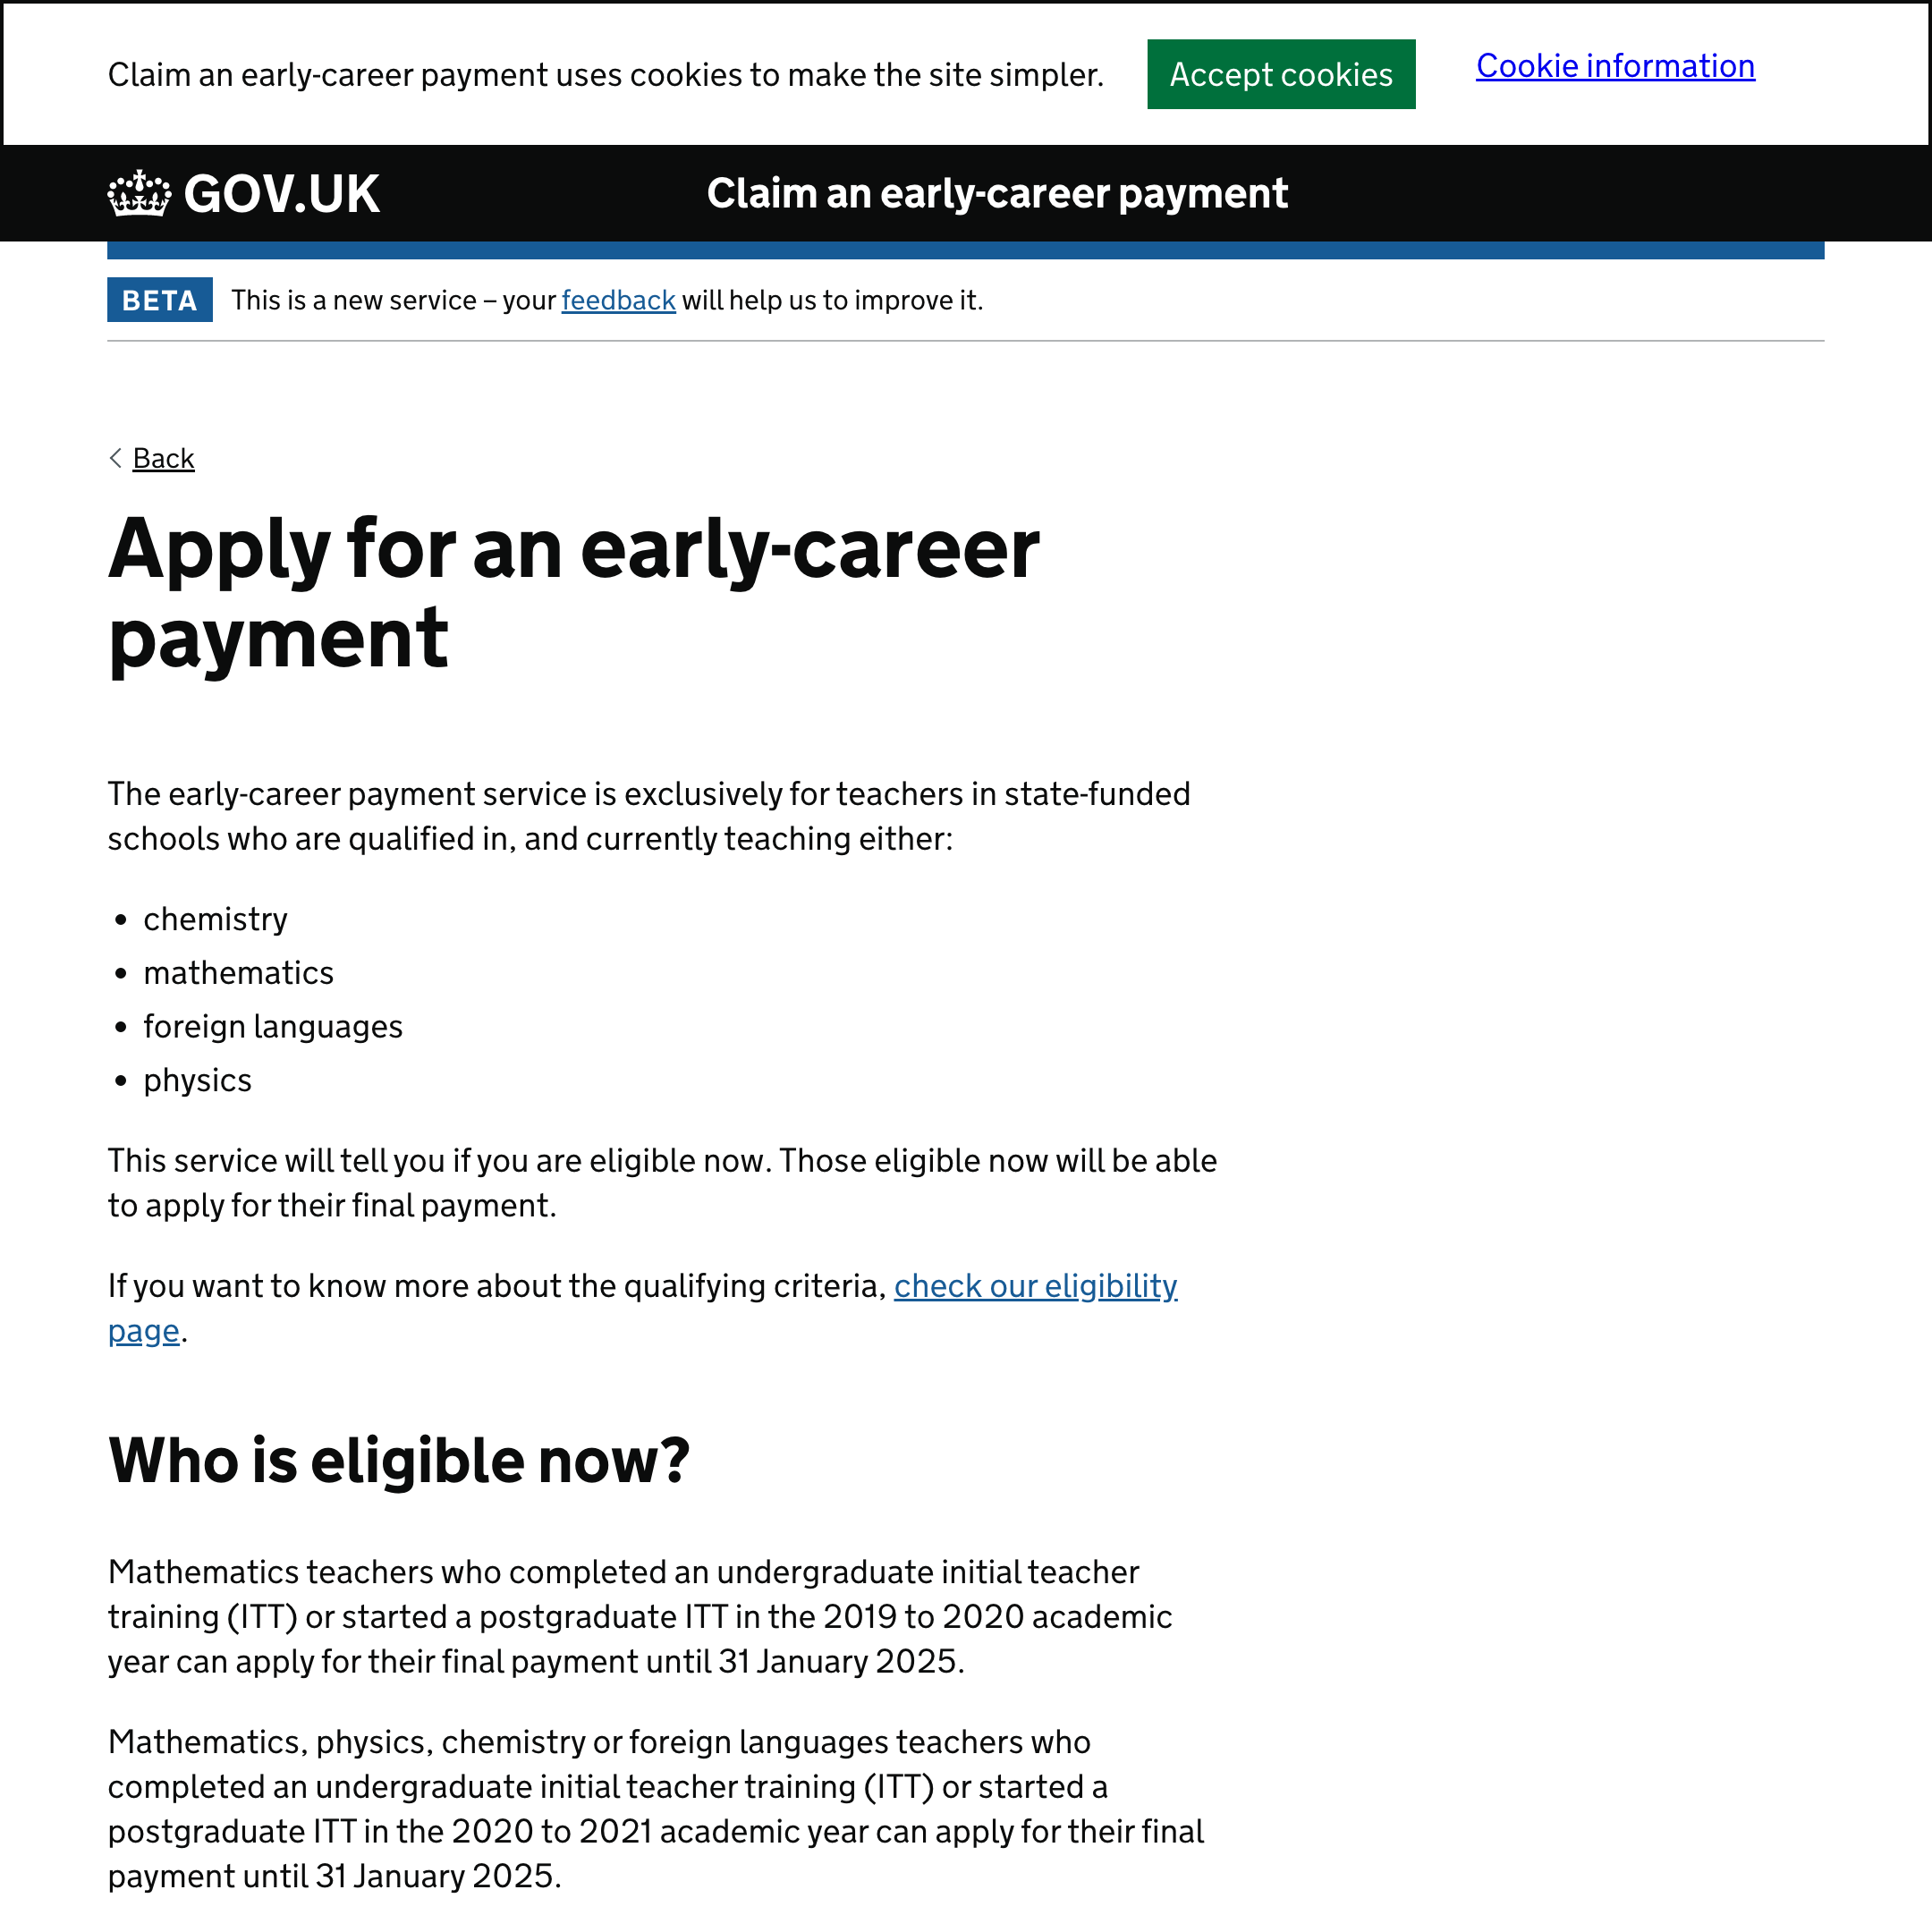 Claim an early-career payment uses cookies to make the site simpler.
Accept cookies
Cookie information
GOV.UK
Claim an early-career payment
BETA
This is a new service – your feedback will help us to improve it.
Back
Apply for an early-career
payment
The early-career payment service is exclusively for teachers in state-funded
schools who are qualified in, and currently teaching either:
• chemistry
• mathematics
• foreign languages
• physics
This service will tell you if you are eligible now. Those eligible now will be able
to apply for their final payment.
If you want to know more about the qualifying criteria, check our eligibility
page.
Who is eligible now?
Mathematics teachers who completed an undergraduate initial teacher
training (ITT) or started a postgraduate ITT in the 2019 to 2020 academic
year can apply for their final payment until 31 January 2025.
Mathematics, physics, chemistry or foreign languages teachers who
completed an undergraduate initial teacher training (ITT) or started a
postgraduate ITT in the 2020 to 2021 academic year can apply for their final
payment until 31 January 2025.